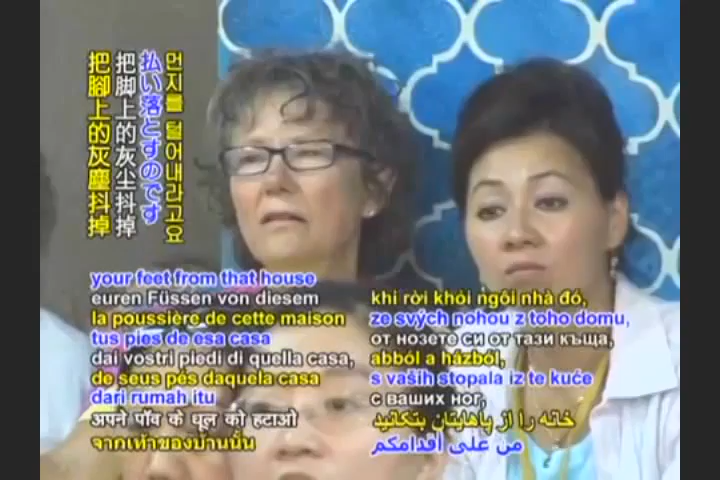 把腳上的灰塵抖掉
把脚上的灰尘抖掉
払い落とすのです
먼지를 털어내라고요
your feet from that house
euren Füssen von diesem
la poussière de cette maison
tus pies de esa casa
dai vostri piedi di quella casa,
de seus pés daquela casa
dari rumah itu
अपने पाँव के धूल को हटाओ
จากเท้าของบ้านนั้น
khi rời khỏi ngôi nhà đó,
ze svých nohou z toho domu,
от нозете си от тази къща,
abból a házból,
s vaših stopala iz te kuće
с ваших ног,
خانه را از پاهایتان بتکانید
من على أقدامكم